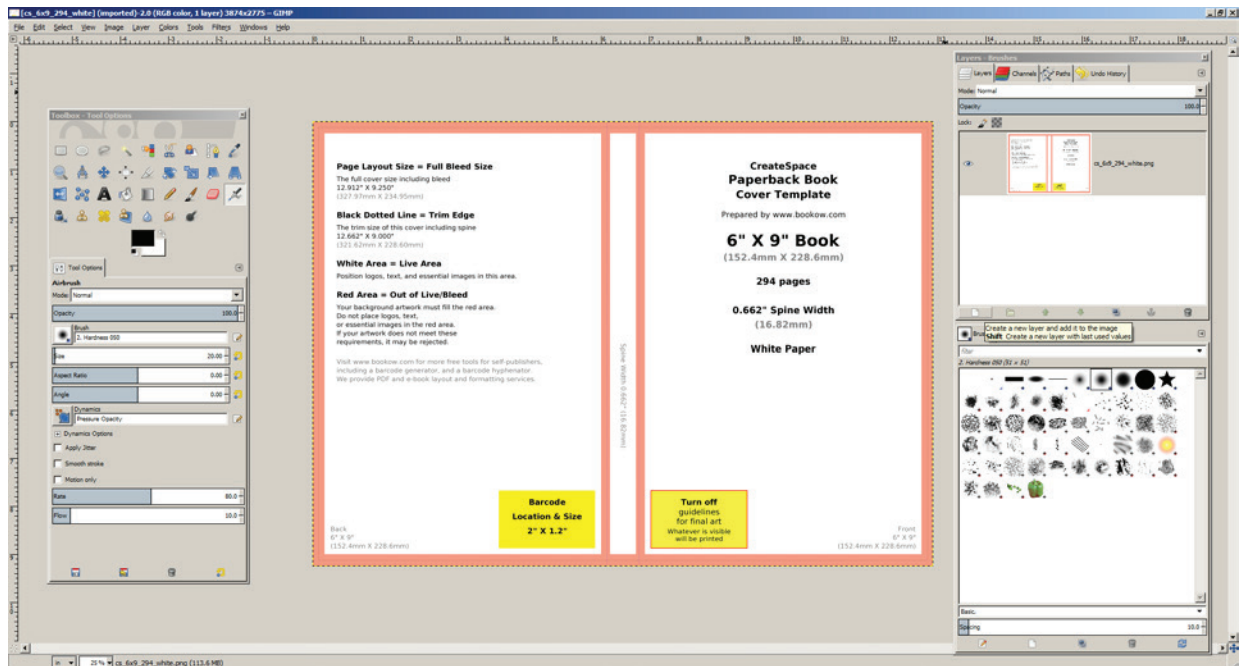 [cs_6x9_294_white] (imported)-2.0 (RGB color, 1 layer) 3874x2775 – GIMP
File Edit Select View Image Layer Colors Tools Filters Windows Help
Toolbox - Tool Options
Tool Options
Airbrush
Mode: Normal
Opacity 100.0
Brush
2. Hardness 050
Size 20.00
Aspect Ratio 0.00
Angle 0.00
Dynamics
Pressure Opacity
Dynamics Options
Apply Jitter
Smooth stroke
Motion only
Rate 80.0
Flow 10.0
Page Layout Size = Full Bleed Size
The full cover size including bleed
12.912" X 9.250"
(327.97mm X 234.95mm)
Black Dotted Line = Trim Edge
The trim size of this cover including spine
12.662" X 9.000"
(321.62mm X 228.60mm)
White Area = Live Area
Position logos, text, and essential images in this area.
Red Area = Out of Live/Bleed
Your background artwork must fill the red area.
Do not place logos, text,
or essential images in the red area.
If your artwork does not meet these
requirements, it may be rejected.
Visit www.bookow.com for more free tools for self-publishers,
including a barcode generator, and a barcode hyphenator.
We provide PDF and e-book layout and formatting services.
Barcode
Location & Size
2" X 1.2"
Back
6" X 9"
(152.4mm X 228.6mm)
Spine Width 0.662" (16.82mm)
CreateSpace
Paperback Book
Cover Template
Prepared by www.bookow.com
6" X 9" Book
(152.4mm X 228.6mm)
294 pages
0.662" Spine Width
(16.82mm)
White Paper
Turn off
guidelines
for final art
Whatever is visible
will be printed
Front
6" X 9"
(152.4mm X 228.6mm)
Layers - Brushes
Layers Channels Paths Undo History
Mode: Normal
Opacity 100.0
Lock:
cs_6x9_294_white.png
Create a new layer and add it to the image
Shift Create a new layer with last used values
filter
2. Hardness 050 (51 × 51)
Basic,
Spacing 10.0
in 25 % cs_6x9_294_white.png (113.6 MB)